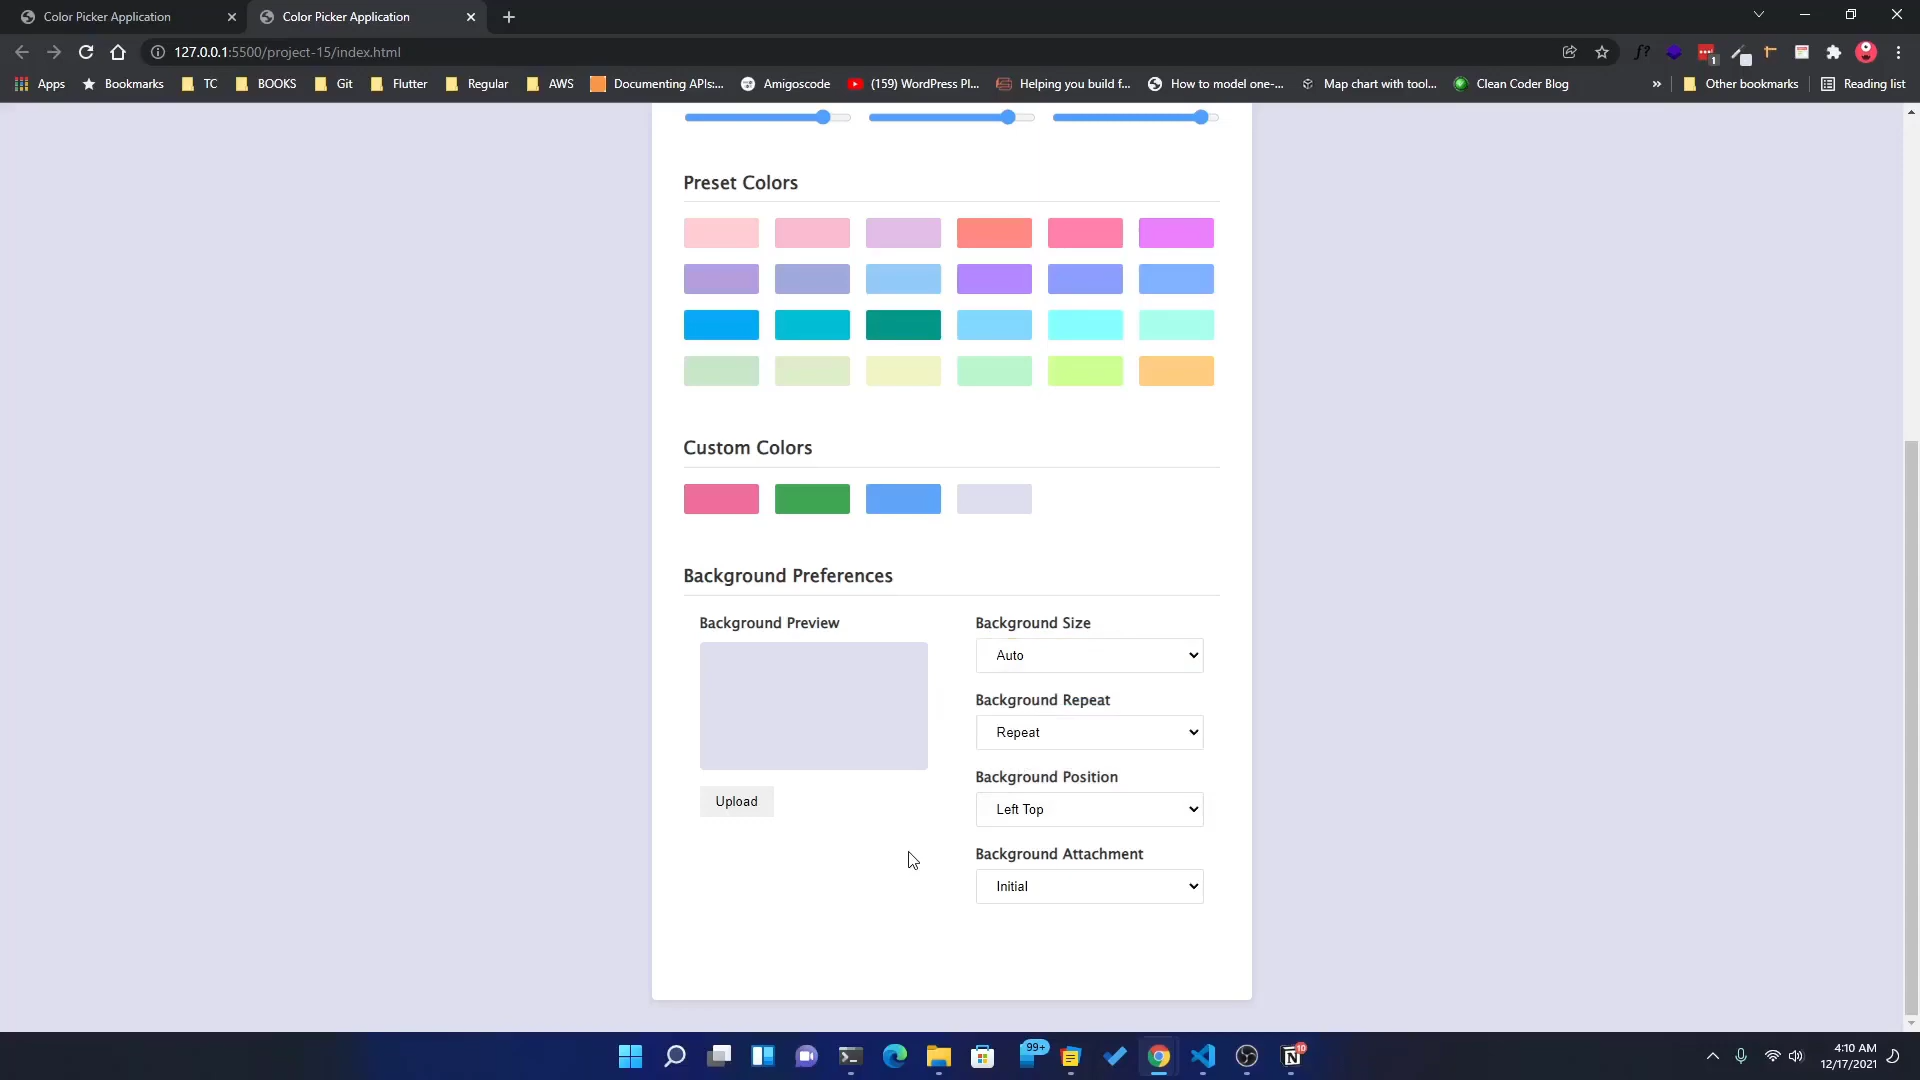 Color Picker Application
Color Picker Application
127.0.0.1:5500/project-15/index.html
f?
1
Apps
Bookmarks
TC
BOOKS
Git
Flutter
Regular
AWS
Documenting APIs:...
Amigoscode
(159) WordPress Pl...
Helping you build f...
How to model one-...
Map chart with tool...
Clean Coder Blog
»
Other bookmarks
Reading list
Preset Colors
Custom Colors
Background Preferences
Background Preview
Upload
Background Size
Auto
Background Repeat
Repeat
Background Position
Left Top
Background Attachment
Initial
99+
10
4:10 AM
12/17/2021